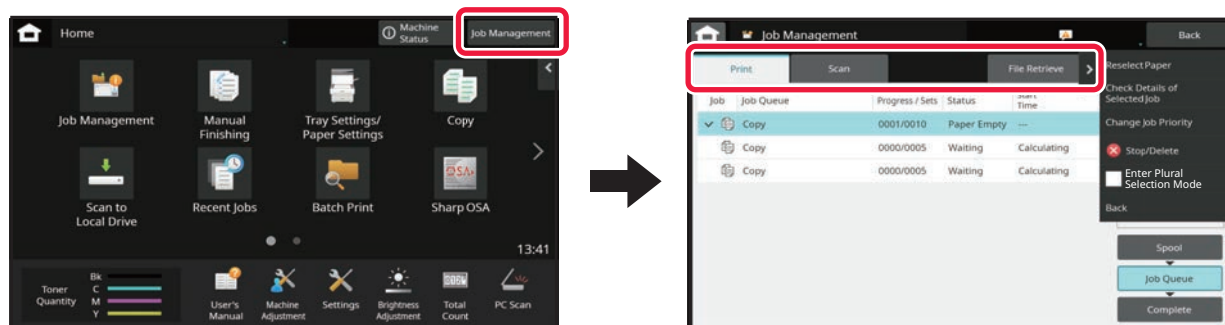 Home
Machine
Status
Job Management
Job Management
Manual
Finishing
Tray Settings/
Paper Settings
Copy
Scan to
Local Drive
Recent Jobs
Batch Print
Sharp OSA
13:41
Toner
Quantity
Bk
C
M
Y
User's
Manual
Machine
Adjustment
Settings
Brightness
Adjustment
Total
Count
PC Scan
Job Management
Back
Print
Scan
File Retrieve
Job
Job Queue
Progress / Sets
Status
Start
Time
Copy
0001/0010
Paper Empty
---
Copy
0000/0005
Waiting
Calculating
Copy
0000/0005
Waiting
Calculating
Reselect Paper
Check Details of
Selected Job
Change Job Priority
Stop/Delete
Enter Plural
Selection Mode
Back
Spool
Job Queue
Complete